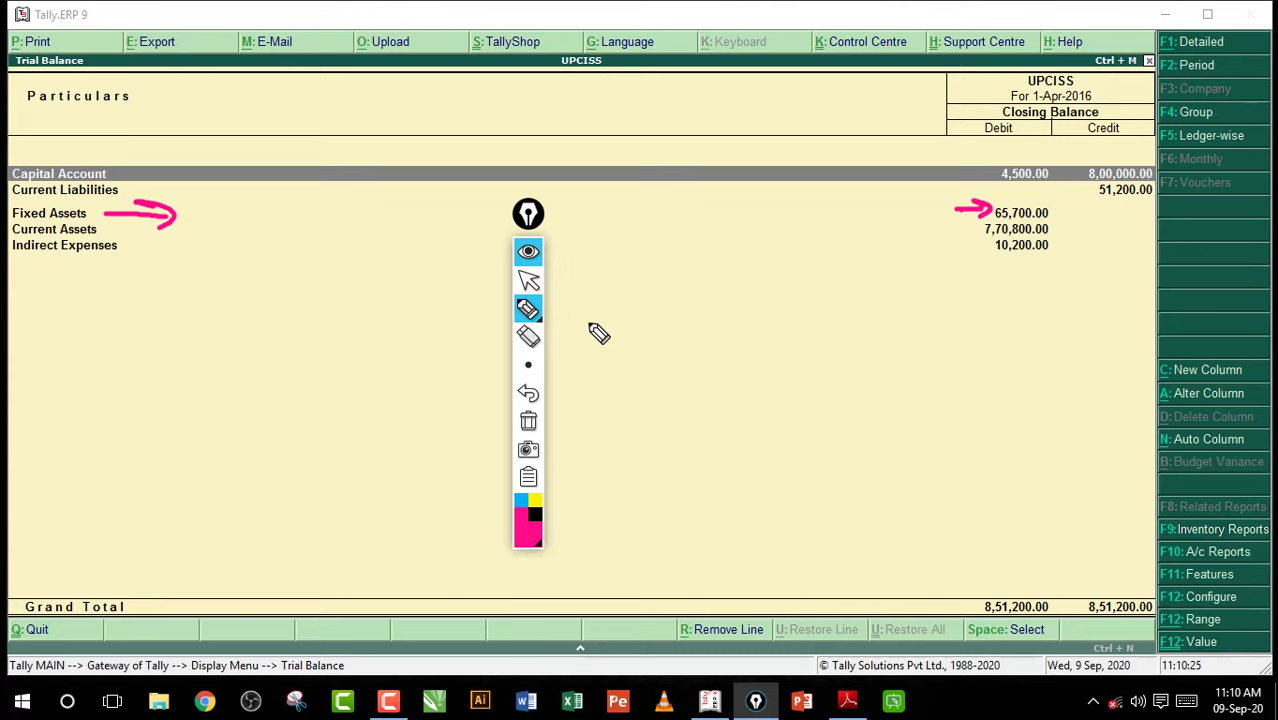 Tally.ERP 9
P: Print E: Export M: E-Mail O: Upload S: TallyShop G: Language K: Keyboard K: Control Centre H: Support Centre H: Help
Trial Balance UPCISS Ctrl + M
Particulars
UPCISS
For 1-Apr-2016
Closing Balance
Debit Credit
Capital Account 4,500.00 8,00,000.00
Current Liabilities 51,200.00
Fixed Assets 65,700.00
Current Assets 7,70,800.00
Indirect Expenses 10,200.00
Grand Total 8,51,200.00 8,51,200.00
F1: Detailed
F2: Period
F3: Company
F4: Group
F5: Ledger-wise
F6: Monthly
F7: Vouchers
C: New Column
A: Alter Column
D: Delete Column
N: Auto Column
B: Budget Variance
F8: Related Reports
F9: Inventory Reports
F10: A/c Reports
F11: Features
F12: Configure
F12: Range
F12: Value
Q: Quit R: Remove Line U: Restore Line U: Restore All Space: Select
Ctrl + N
Tally MAIN --> Gateway of Tally --> Display Menu --> Trial Balance © Tally Solutions Pvt Ltd., 1988-2020 Wed, 9 Sep, 2020 11:10:25
Ai Pe
11:10 AM
09-Sep-20